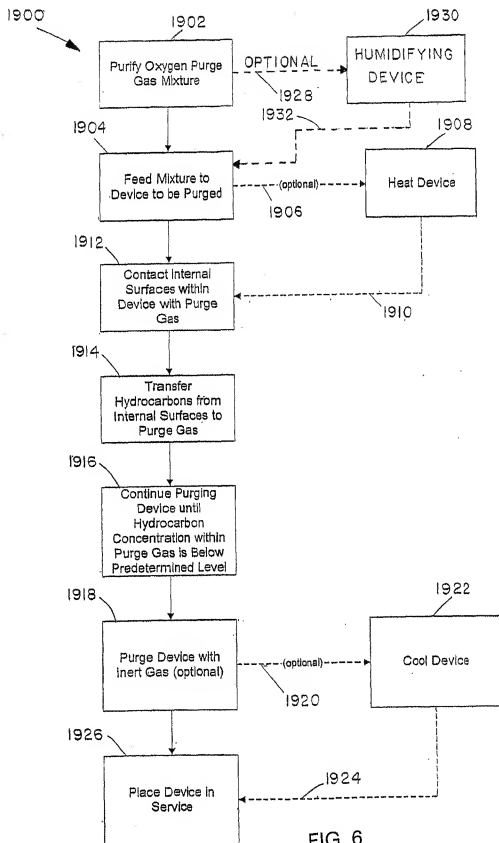 1900
1902
Purify Oxygen Purge
Gas Mixture
OPTIONAL
1928
1930
HUMIDIFYING
DEVICE
1932
1904
Feed Mixture to
Device to be Purged
(optional)
1906
1908
Heat Device
1910
1912
Contact Internal
Surfaces within
Device with Purge
Gas
1914
Transfer
Hydrocarbons from
Internal Surfaces to
Purge Gas
1916
Continue Purging
Device until
Hydrocarbon
Concentration within
Purge Gas is Below
Predetermined Level
1918
Purge Device with
Inert Gas (optional)
(optional)
1920
1922
Cool Device
1924
1926
Place Device in
Service
FIG. 6